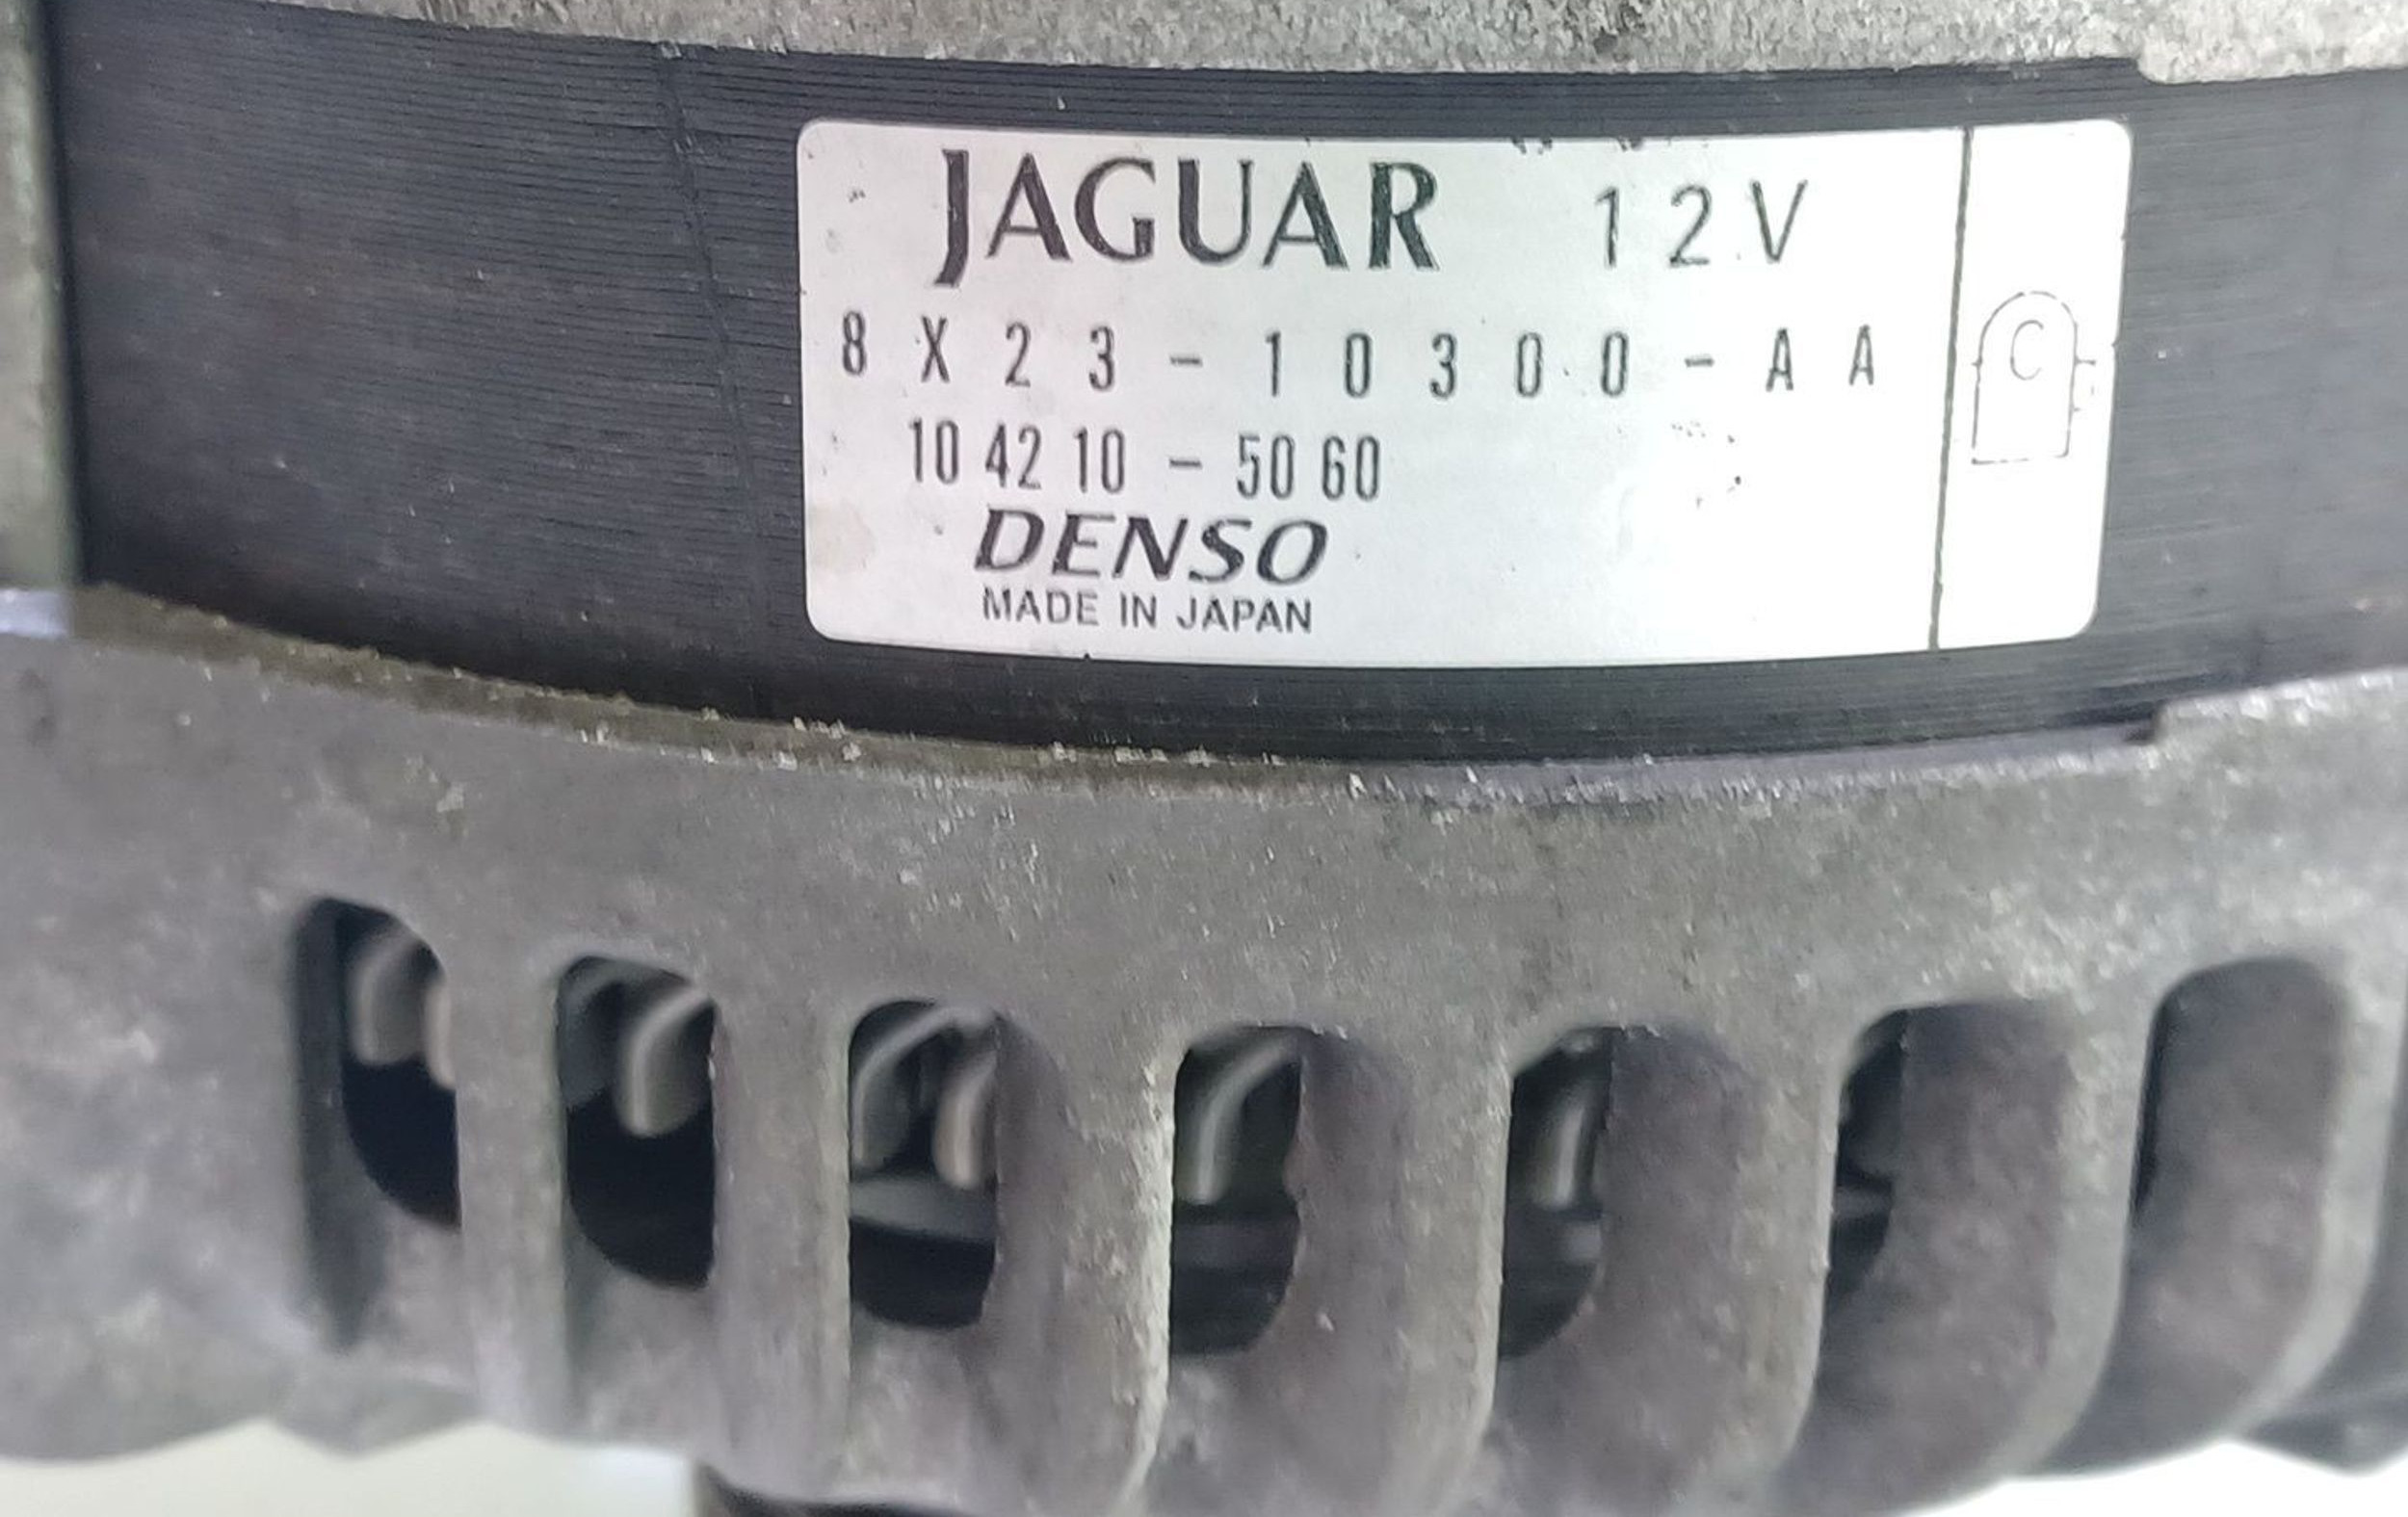 JAGUAR 12V
8X23-10300-AA
C
104210-5060
DENSO
MADE IN JAPAN